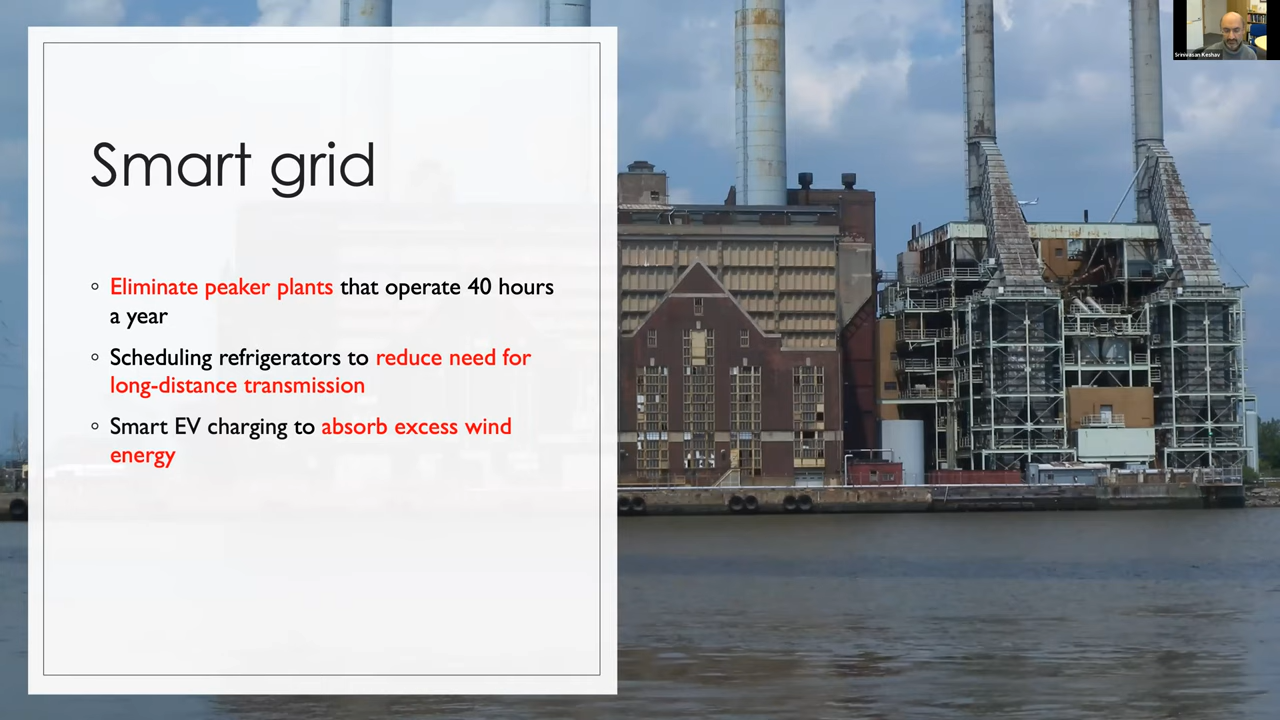 Smart grid
Eliminate peaker plants that operate 40 hours
a year
Scheduling refrigerators to reduce need for
long-distance transmission
Smart EV charging to absorb excess wind
energy
Srinivasan Keshav